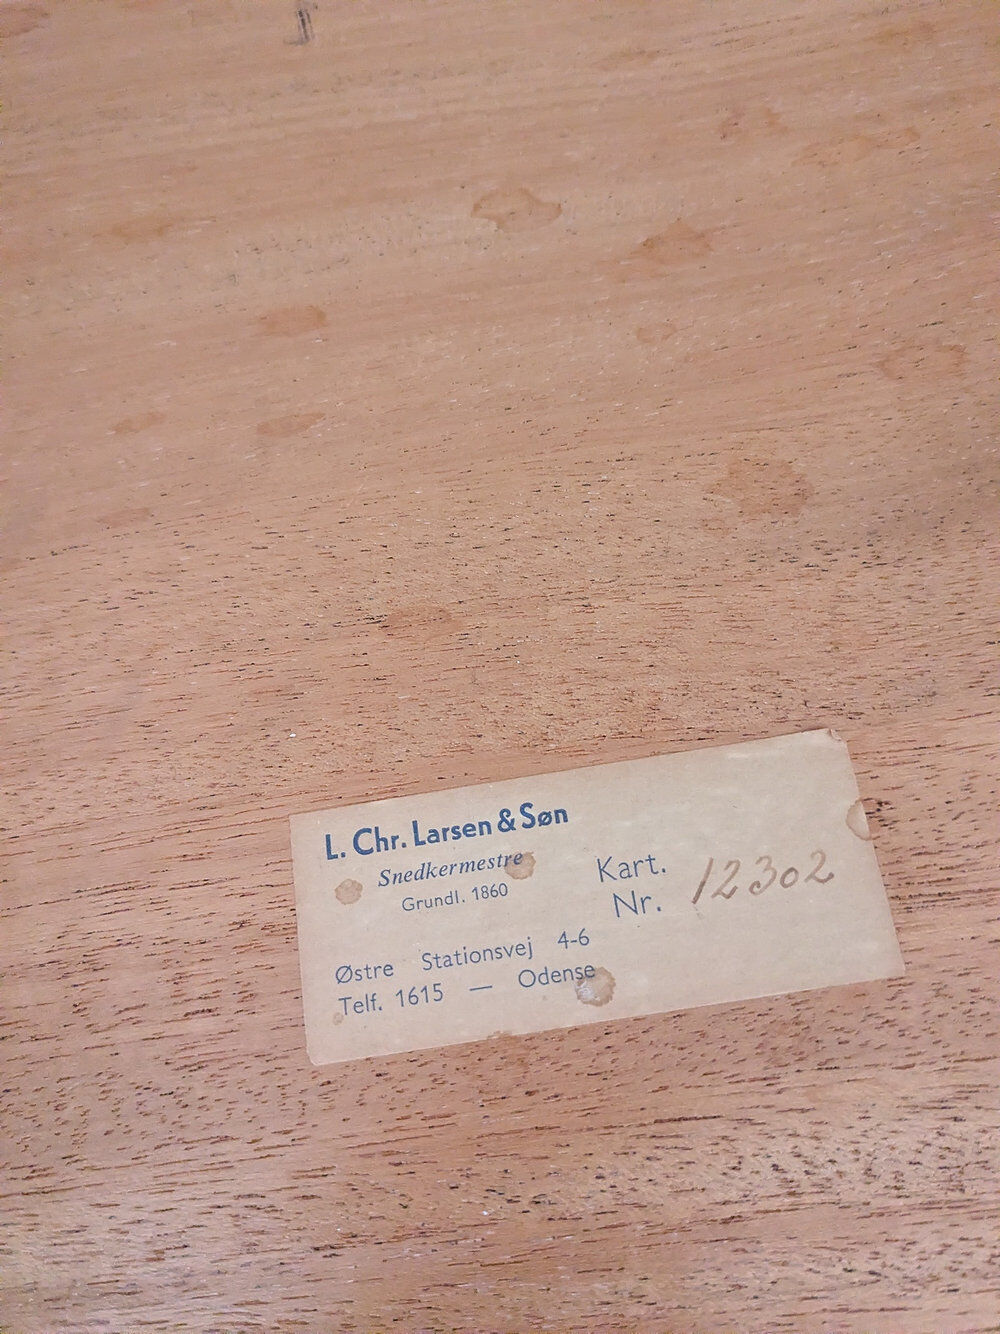 L. Chr. Larsen & Søn
Snedkermestre
Grundl. 1860
Kart.
Nr. 12302
Østre Stationsvej 4-6
Telf. 1615 — Odense